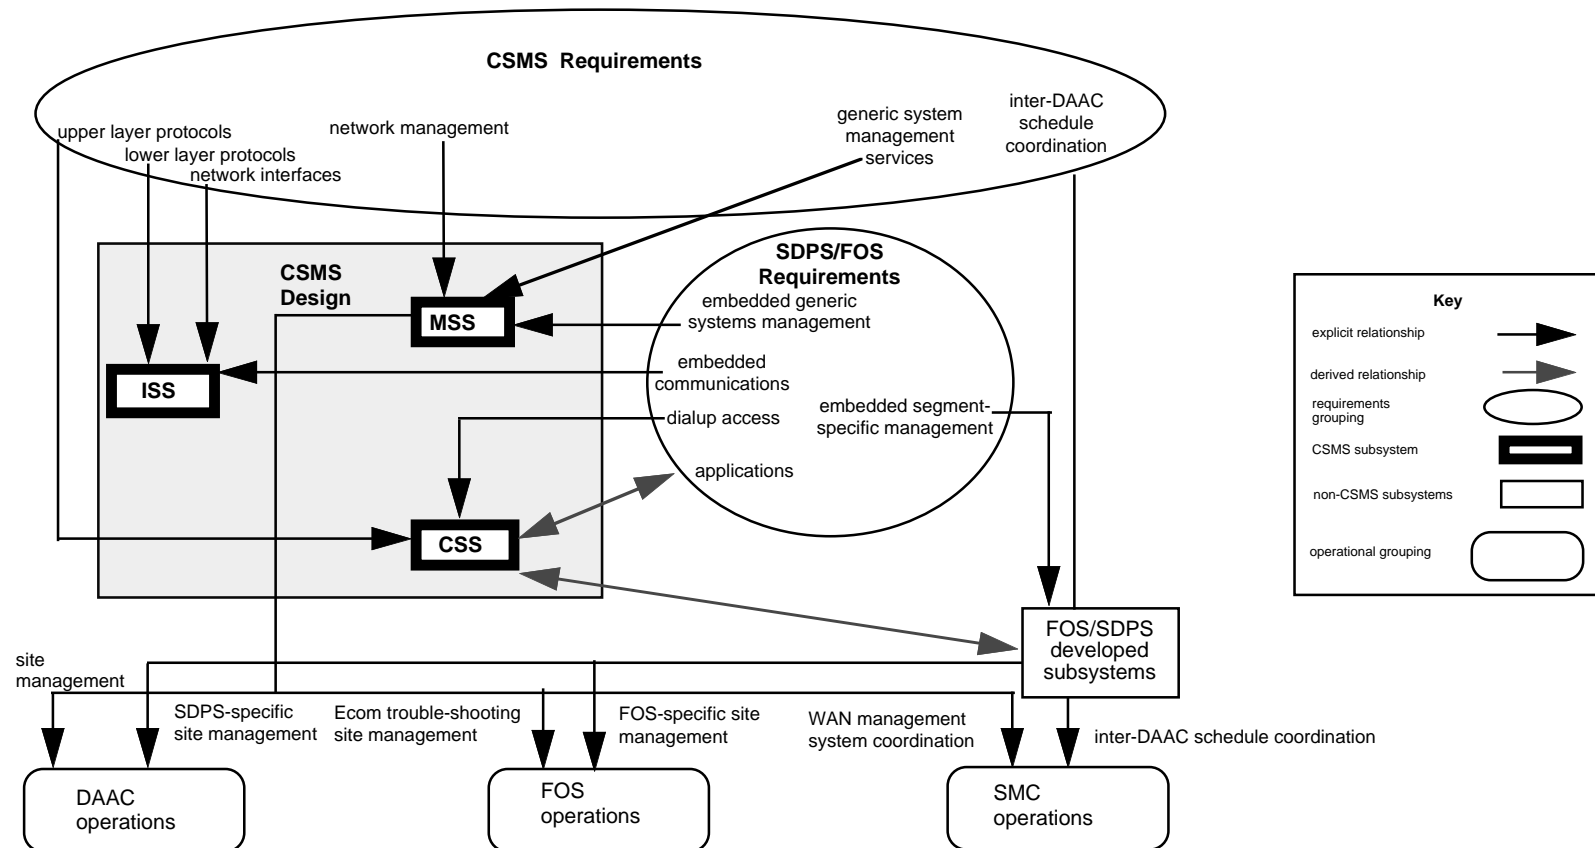 CSMS Requirements
upper layer protocols
lower layer protocols
network interfaces
network management
generic system
management
services
inter-DAAC
schedule
coordination
CSMS
Design
MSS
ISS
CSS
SDPS/FOS
Requirements
embedded generic
systems management
embedded
communications
dialup access
applications
embedded segment-
specific management
Key
explicit relationship
derived relationship
requirements
grouping
CSMS subsystem
non-CSMS subsystems
operational grouping
FOS/SDPS
developed
subsystems
site
management
SDPS-specific
site management
Ecom trouble-shooting
site management
FOS-specific site
management
WAN management
system coordination
inter-DAAC schedule coordination
DAAC
operations
FOS
operations
SMC
operations